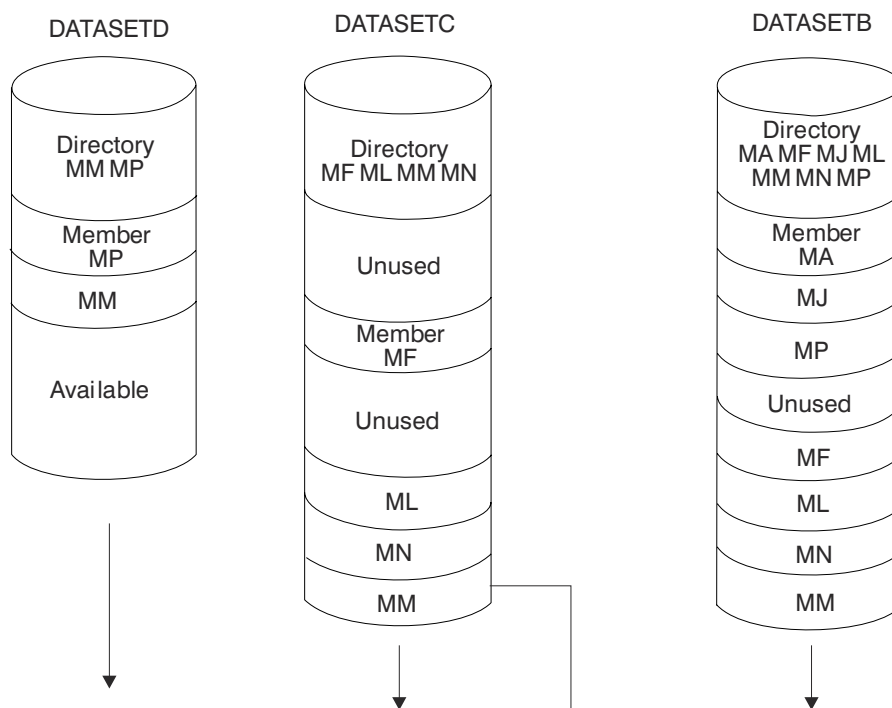 DATASETD
Directory
MM MP
Member
MP
MM
Available
DATASETC
Directory
MF ML MM MN
Unused
Member
MF
Unused
ML
MN
MM
DATASETB
Directory
MA MF MJ ML
MM MN MP
Member
MA
MJ
MP
Unused
MF
ML
MN
MM